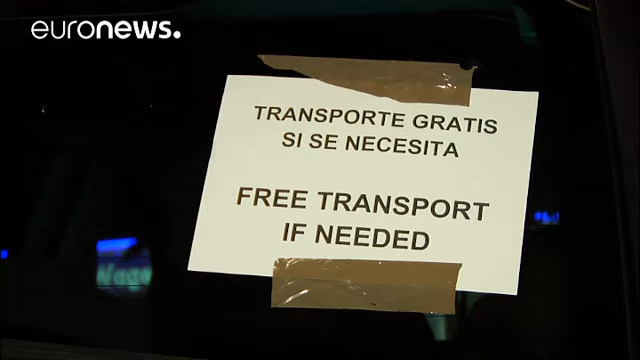 euronews.
TRANSPORTE GRATIS
SI SE NECESITA
FREE TRANSPORT
IF NEEDED